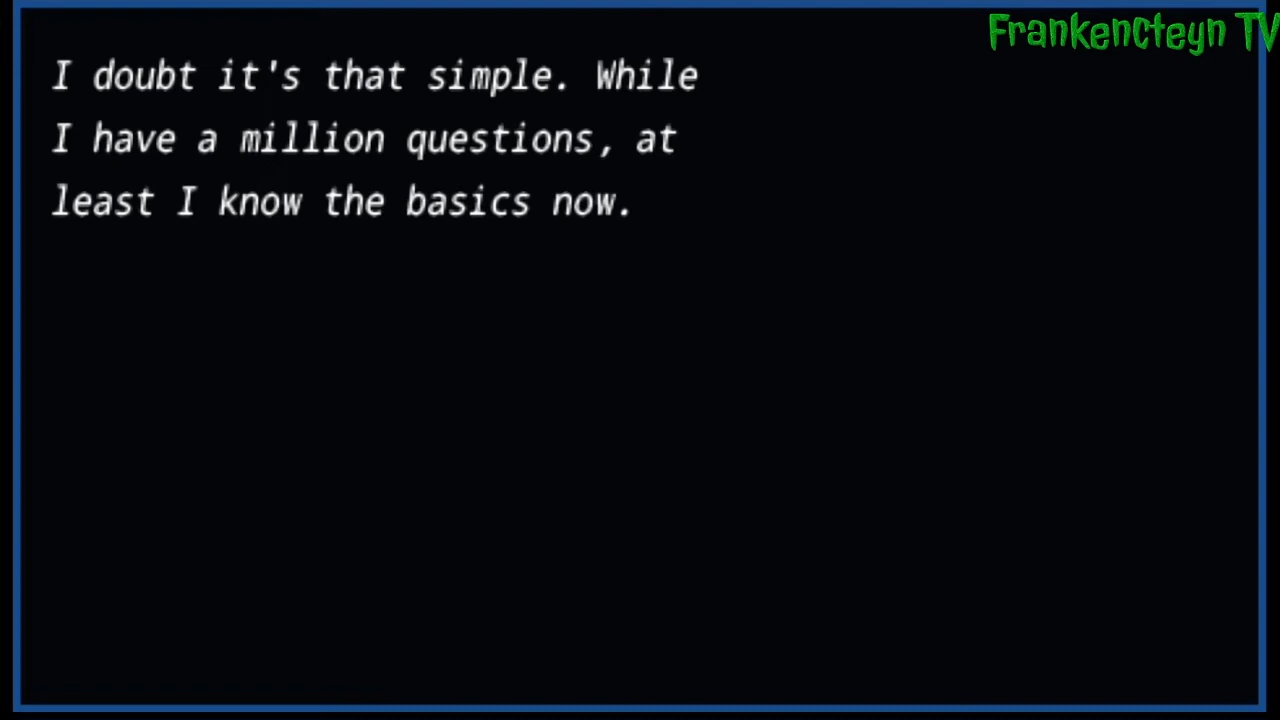 FrankenCteyn TV
I doubt it's that simple. While
I have a million questions, at
least I know the basics now.